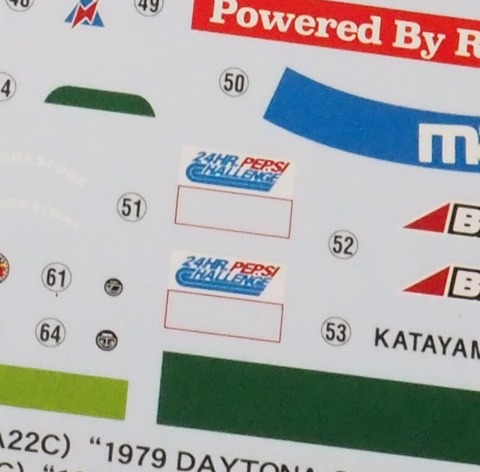 48
49
Powered By R
4
50
m
24HR. PEPSI
CHALLENGE
51
52
B
24HR. PEPSI
CHALLENGE
61
B
64
53
KATAYAM
A22C) "1979 DAYTONA